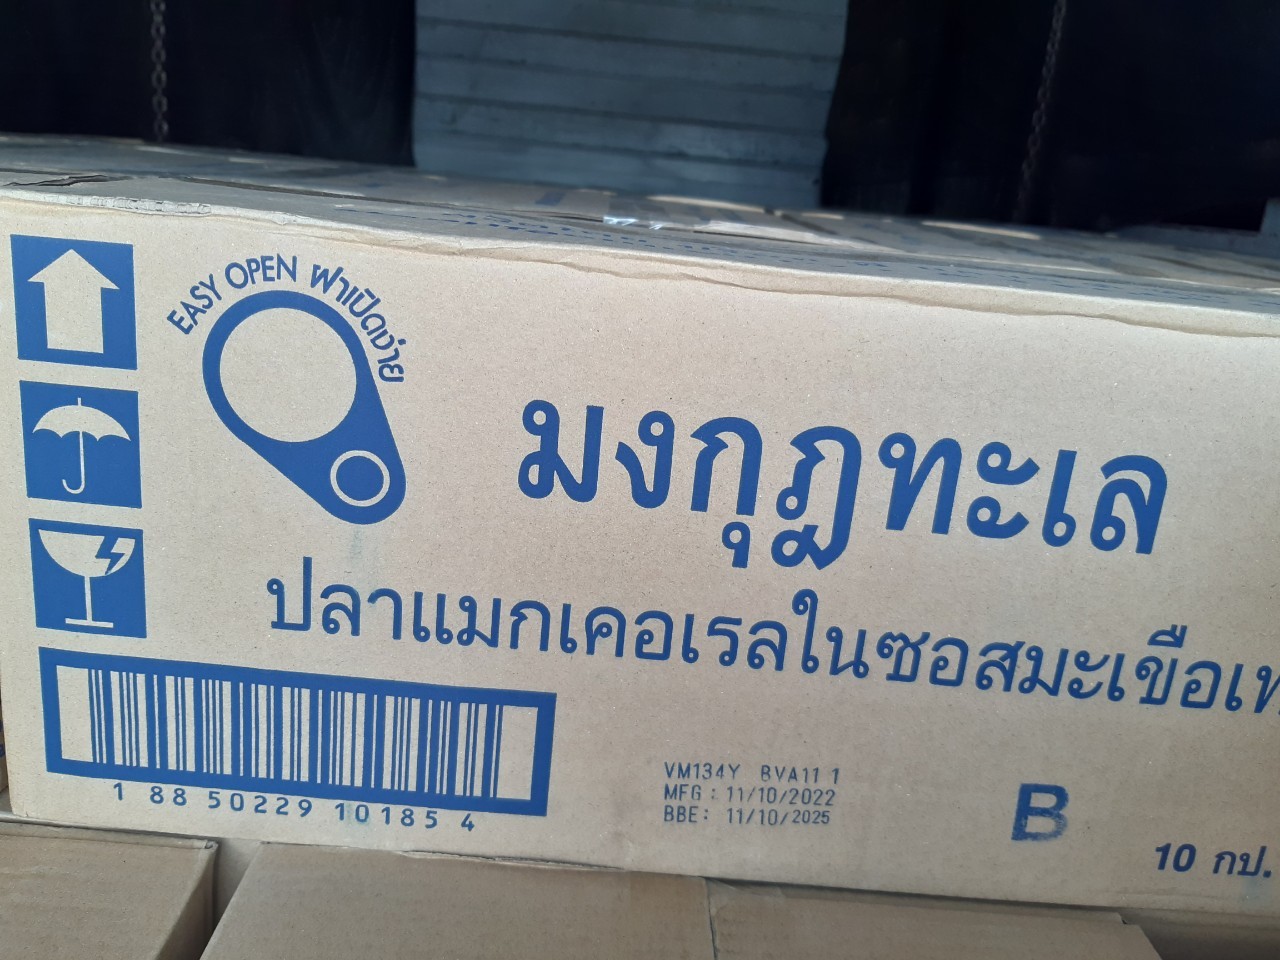 EASY OPEN ฝาเปิดง่าย
มงกุฎทะเล
ปลาแมกเคอเรลในซอสมะเขือเท
1 88 50229 10185 4
VM134Y BVA11 1
MFG : 11/10/2022
BBE : 11/10/2025
B
10 กป.